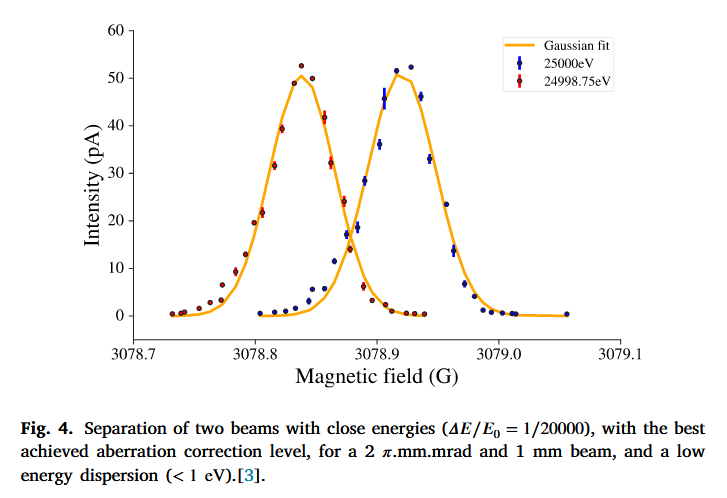 60
50
40
30
20
10
0
Intensity (pA)
Gaussian fit
25000eV
24998.75eV
3078.7 3078.8 3078.9 3079.0 3079.1
Magnetic field (G)
Fig. 4. Separation of two beams with close energies (ΔE/E₀ = 1/20000), with the best
achieved aberration correction level, for a 2 π.mm.mrad and 1 mm beam, and a low
energy dispersion (< 1 eV).[3].